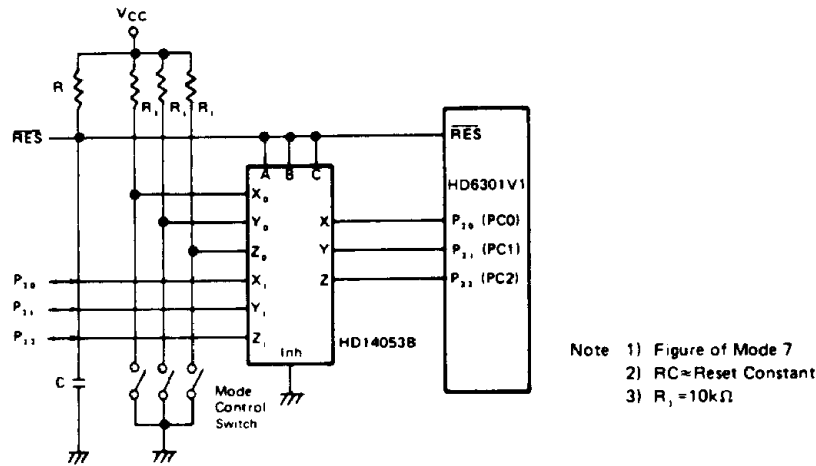 VCC
R
R₁ R₁ R₁
RES
A B C
RES
HD6301V1
X₀
Y₀
Z₀
X₁
Y₁
Z₁
X
Y
Z
P₂₀ (PC0)
P₂₁ (PC1)
P₂₂ (PC2)
P₂₀
P₂₁
P₂₂
Inh
HD14053B
C
Mode
Control
Switch
Note 1) Figure of Mode 7
2) RC≈Reset Constant
3) R₁ =10kΩ